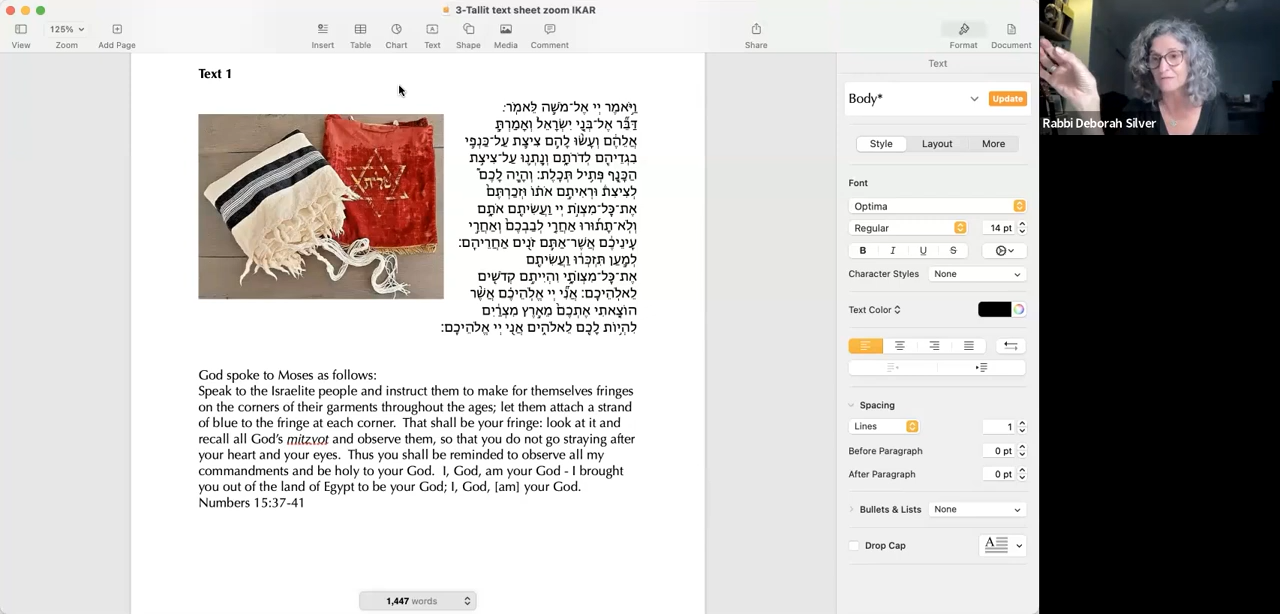 3-Tallit text sheet zoom IKAR
125%
View
Zoom
Add Page
Insert
Table
Chart
Text
Shape
Media
Comment
Share
Format
Document
Rabbi Deborah Silver
Text
Body*
Update
Style
Layout
More
Font
Optima
Regular
14 pt
B I U S
Character Styles
None
Text Color
Spacing
Lines
1
Before Paragraph
0 pt
After Paragraph
0 pt
Bullets & Lists
None
Drop Cap
A
Text 1
וַיֹּאמֶר יְיָ אֶל־מֹשֶׁה לֵּאמֹר:
דַּבֵּר אֶל־בְּנֵי יִשְׂרָאֵל וְאָמַרְתָּ
אֲלֵהֶם וְעָשׂוּ לָהֶם צִיצִת עַל־כַּנְפֵי
בִגְדֵיהֶם לְדֹרֹתָם וְנָתְנוּ עַל־צִיצִת
הַכָּנָף פְּתִיל תְּכֵלֶת: וְהָיָה לָכֶם
לְצִיצִת וּרְאִיתֶם אֹתוֹ וּזְכַרְתֶּם
אֶת־כָּל־מִצְוֹת יְיָ וַעֲשִׂיתֶם אֹתָם
וְלֹא־תָתוּרוּ אַחֲרֵי לְבַבְכֶם וְאַחֲרֵי
עֵינֵיכֶם אֲשֶׁר־אַתֶּם זֹנִים אַחֲרֵיהֶם:
לְמַעַן תִּזְכְּרוּ וַעֲשִׂיתֶם
אֶת־כָּל־מִצְוֹתָי וִהְיִיתֶם קְדֹשִׁים
לֵאלֹהֵיכֶם: אֲנִי יְיָ אֱלֹהֵיכֶם אֲשֶׁר
הוֹצֵאתִי אֶתְכֶם מֵאֶרֶץ מִצְרַיִם
לִהְיוֹת לָכֶם לֵאלֹהִים אֲנִי יְיָ אֱלֹהֵיכֶם:
God spoke to Moses as follows:
Speak to the Israelite people and instruct them to make for themselves fringes
on the corners of their garments throughout the ages; let them attach a strand
of blue to the fringe at each corner. That shall be your fringe: look at it and
recall all God's mitzvot and observe them, so that you do not go straying after
your heart and your eyes. Thus you shall be reminded to observe all my
commandments and be holy to your God. I, God, am your God - I brought
you out of the land of Egypt to be your God; I, God, [am] your God.
Numbers 15:37-41
1,447 words